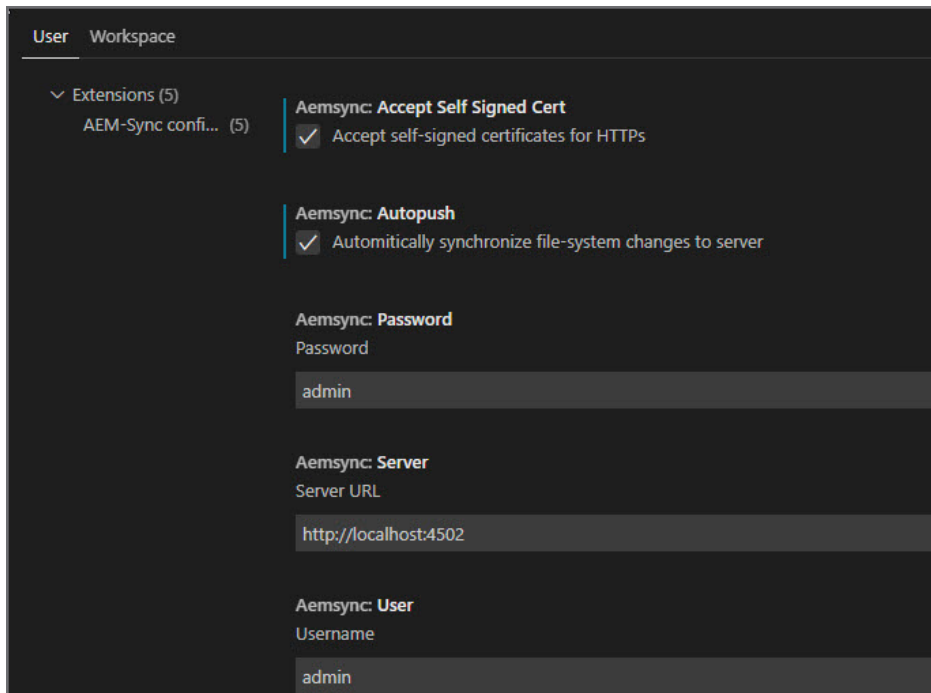 User Workspace
Extensions (5)
AEM-Sync confi... (5)
Aemsync: Accept Self Signed Cert
Accept self-signed certificates for HTTPs
Aemsync: Autopush
Automitically synchronize file-system changes to server
Aemsync: Password
Password
admin
Aemsync: Server
Server URL
http://localhost:4502
Aemsync: User
Username
admin